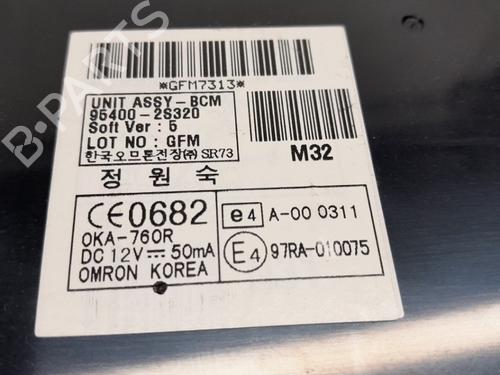 *GFM7313*
UNIT ASSY-BCM
95400-2S320
Soft Ver : 5
LOT NO : GFM
한국오므론전장㈜ SR73
M32
정원숙
CE0682
OKA-760R
DC 12V⎓50mA
OMRON KOREA
e4 A-00 0311
E4 97RA-010075